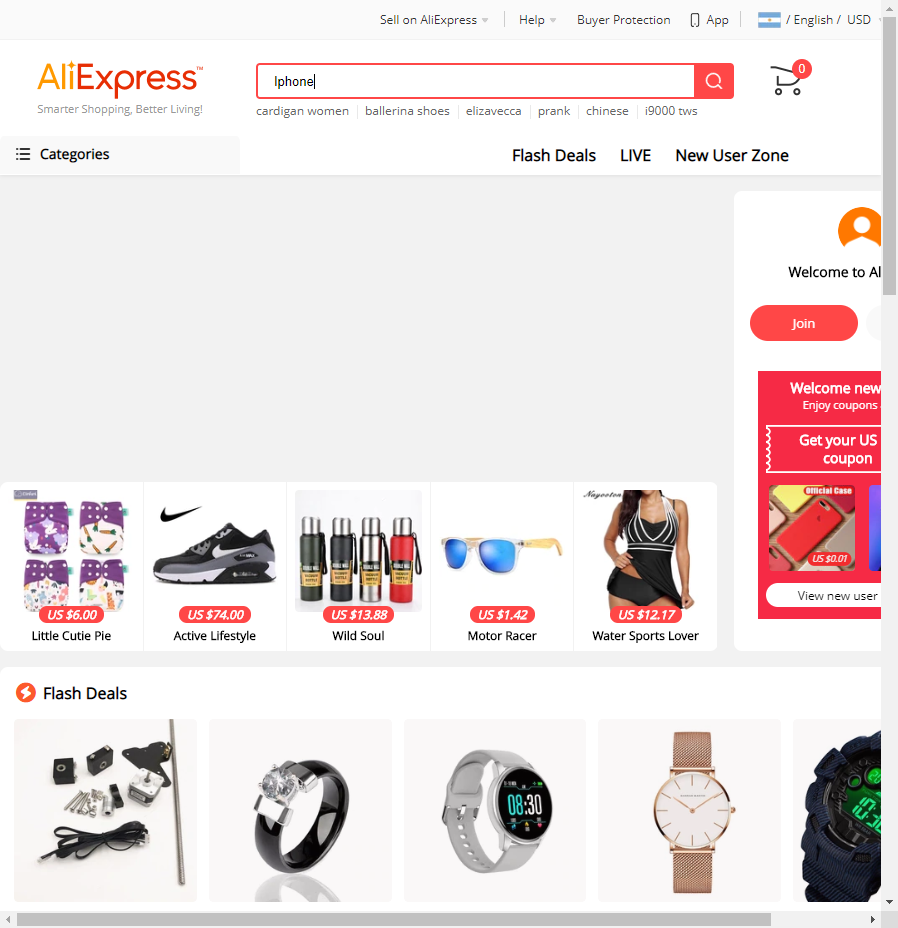 Sell on AliExpress
Help
Buyer Protection
App
/ English / USD
AliExpress™
Smarter Shopping, Better Living!
Iphone
0
cardigan women
ballerina shoes
elizavecca
prank
chinese
i9000 tws
Categories
Flash Deals
LIVE
New User Zone
Welcome to Al
Join
Welcome new
Enjoy coupons
Get your US
coupon
Official Case
US $0.01
View new user
US $6.00
Little Cutie Pie
US $74.00
Active Lifestyle
US $13.88
Wild Soul
US $1.42
Motor Racer
US $12.17
Water Sports Lover
Flash Deals
08:30